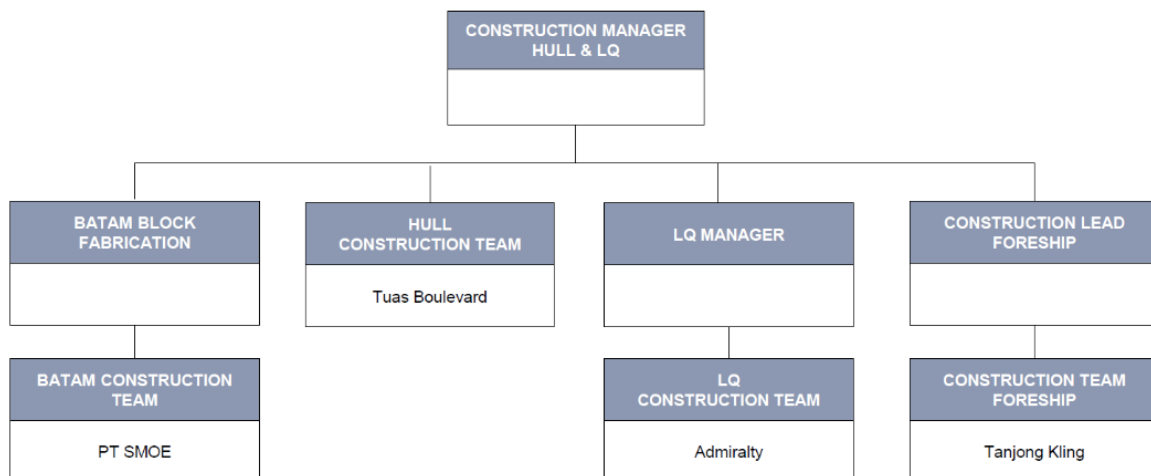 CONSTRUCTION MANAGER
HULL & LQ
BATAM BLOCK
FABRICATION
HULL
CONSTRUCTION TEAM
Tuas Boulevard
LQ MANAGER
CONSTRUCTION LEAD
FORESHIP
BATAM CONSTRUCTION
TEAM
PT SMOE
LQ
CONSTRUCTION TEAM
Admiralty
CONSTRUCTION TEAM
FORESHIP
Tanjong Kling